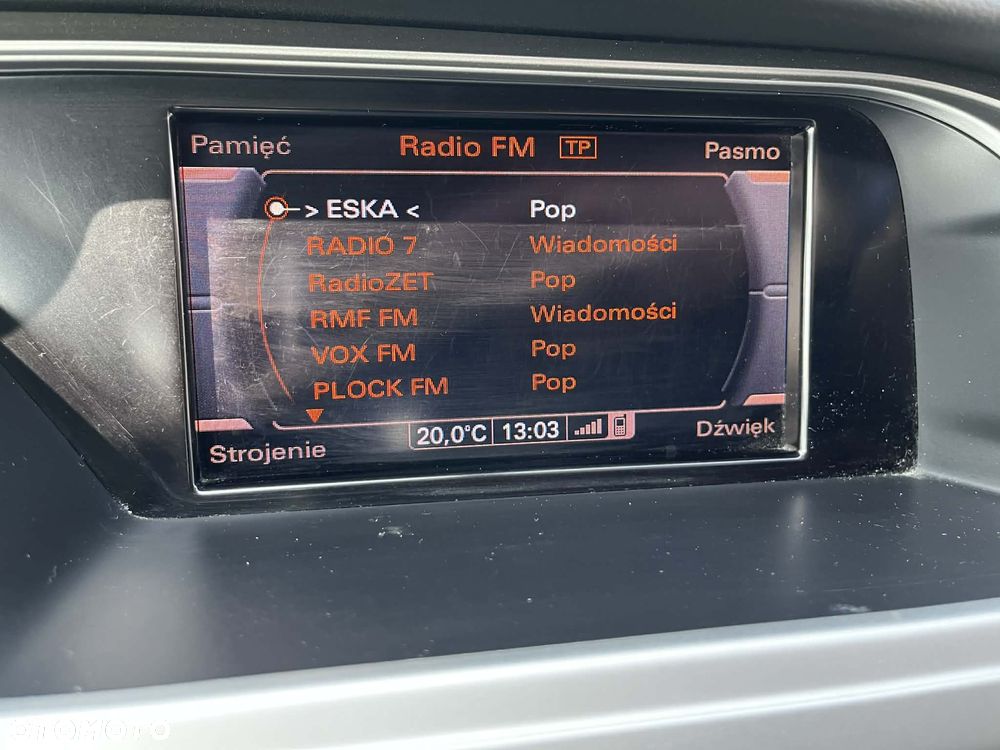 Pamięć Radio FM TP Pasmo
> ESKA < Pop
RADIO 7 Wiadomości
RadioZET Pop
RMF FM Wiadomości
VOX FM Pop
PLOCK FM Pop
Strojenie 20,0°C 13:03 Dźwięk
OTOMOTO